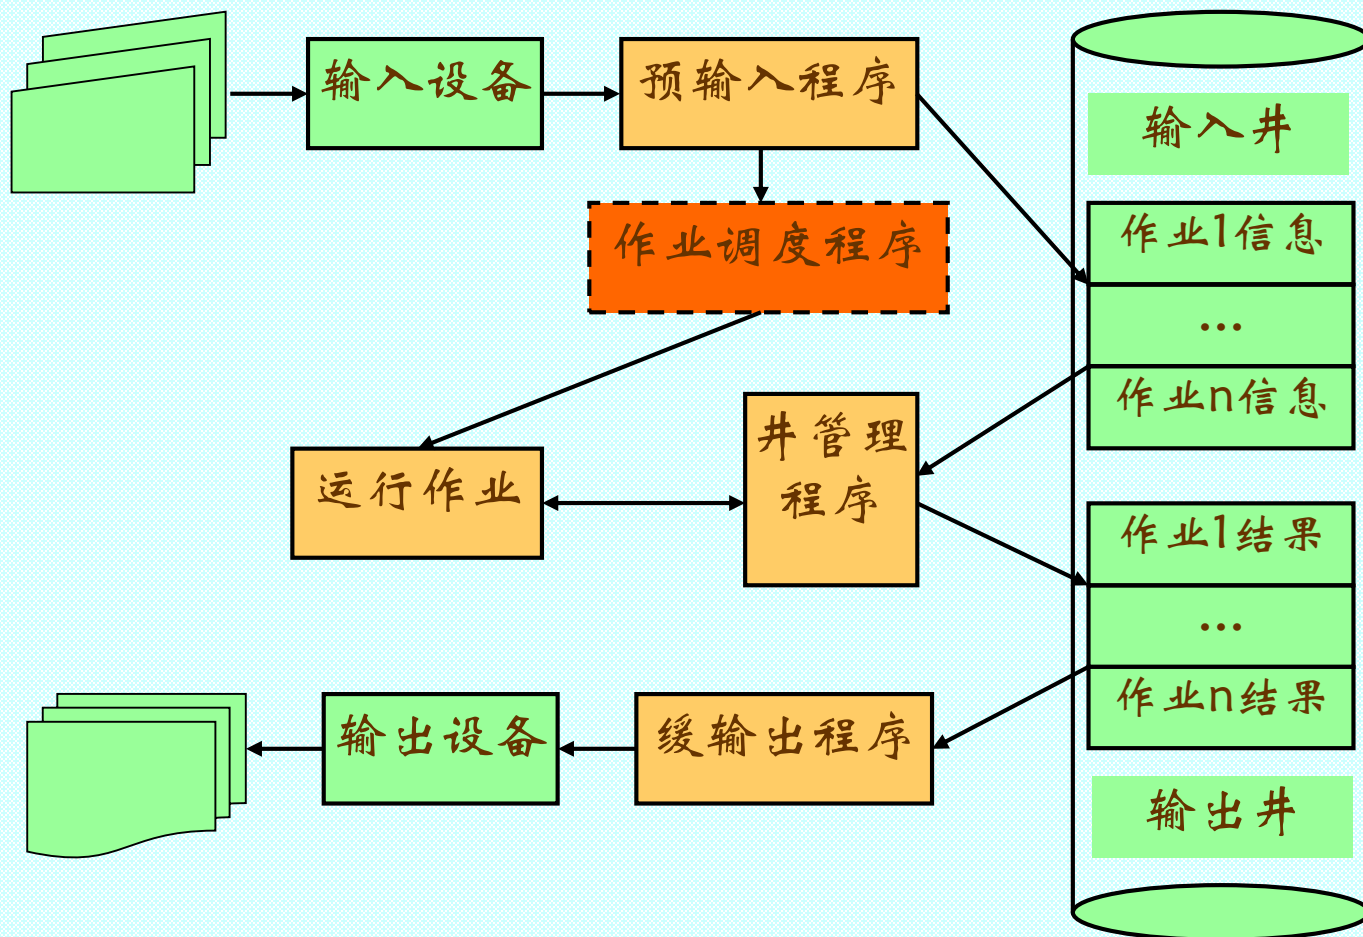 输入设备
预输入程序
输入井
作业调度程序
作业1信息
...
作业n信息
运行作业
井管理
程序
作业1结果
...
作业n结果
输出设备
缓输出程序
输出井